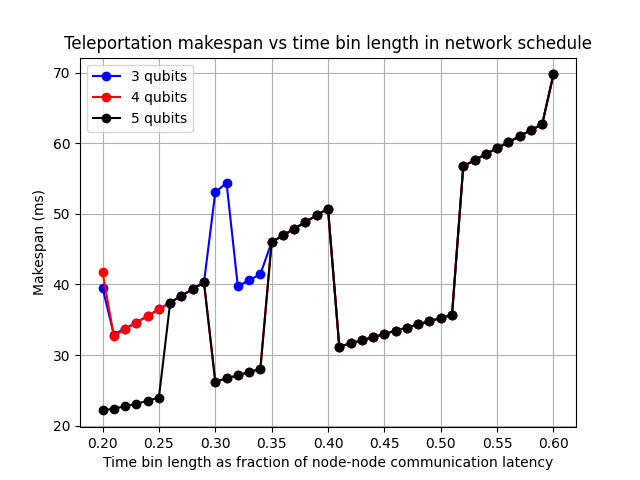 Teleportation makespan vs time bin length in network schedule
3 qubits
4 qubits
5 qubits
Makespan (ms)
70
60
50
40
30
20
0.20 0.25 0.30 0.35 0.40 0.45 0.50 0.55 0.60
Time bin length as fraction of node-node communication latency